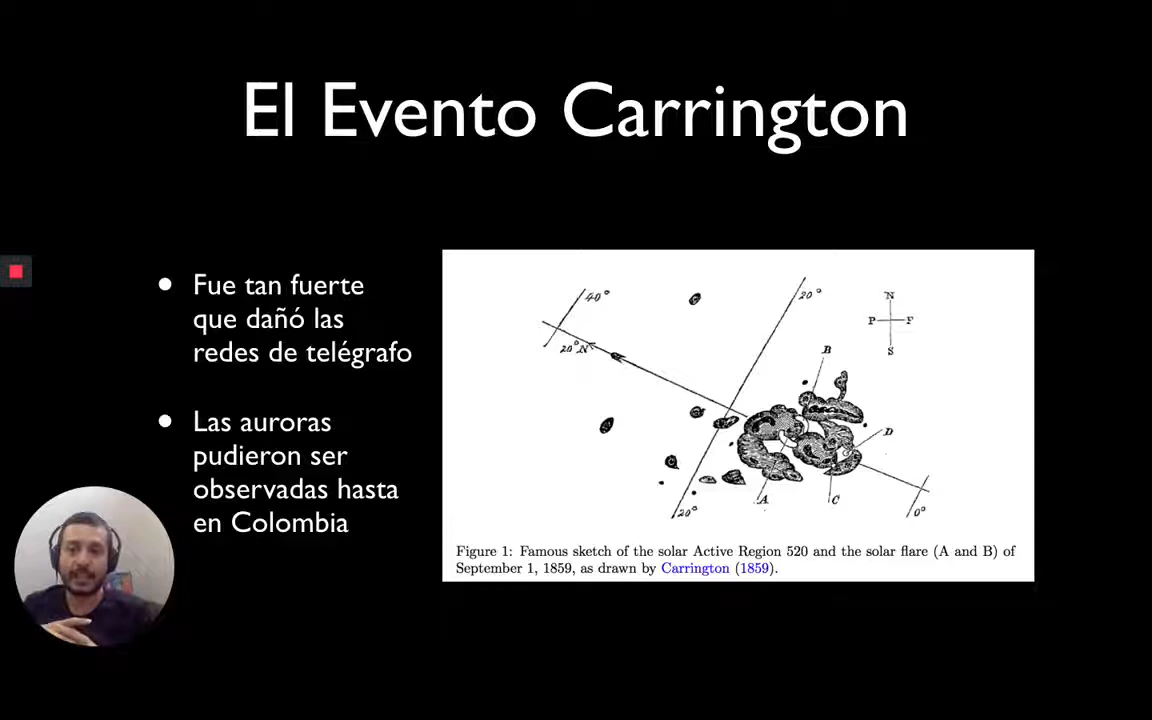 El Evento Carrington
• Fue tan fuerte
que dañó las
redes de telégrafo
• Las auroras
pudieron ser
observadas hasta
en Colombia
40°
20°
N
P
F
20°N
S
B
D
A
C
20°
0°
Figure 1: Famous sketch of the solar Active Region 520 and the solar flare (A and B) of
September 1, 1859, as drawn by Carrington (1859).